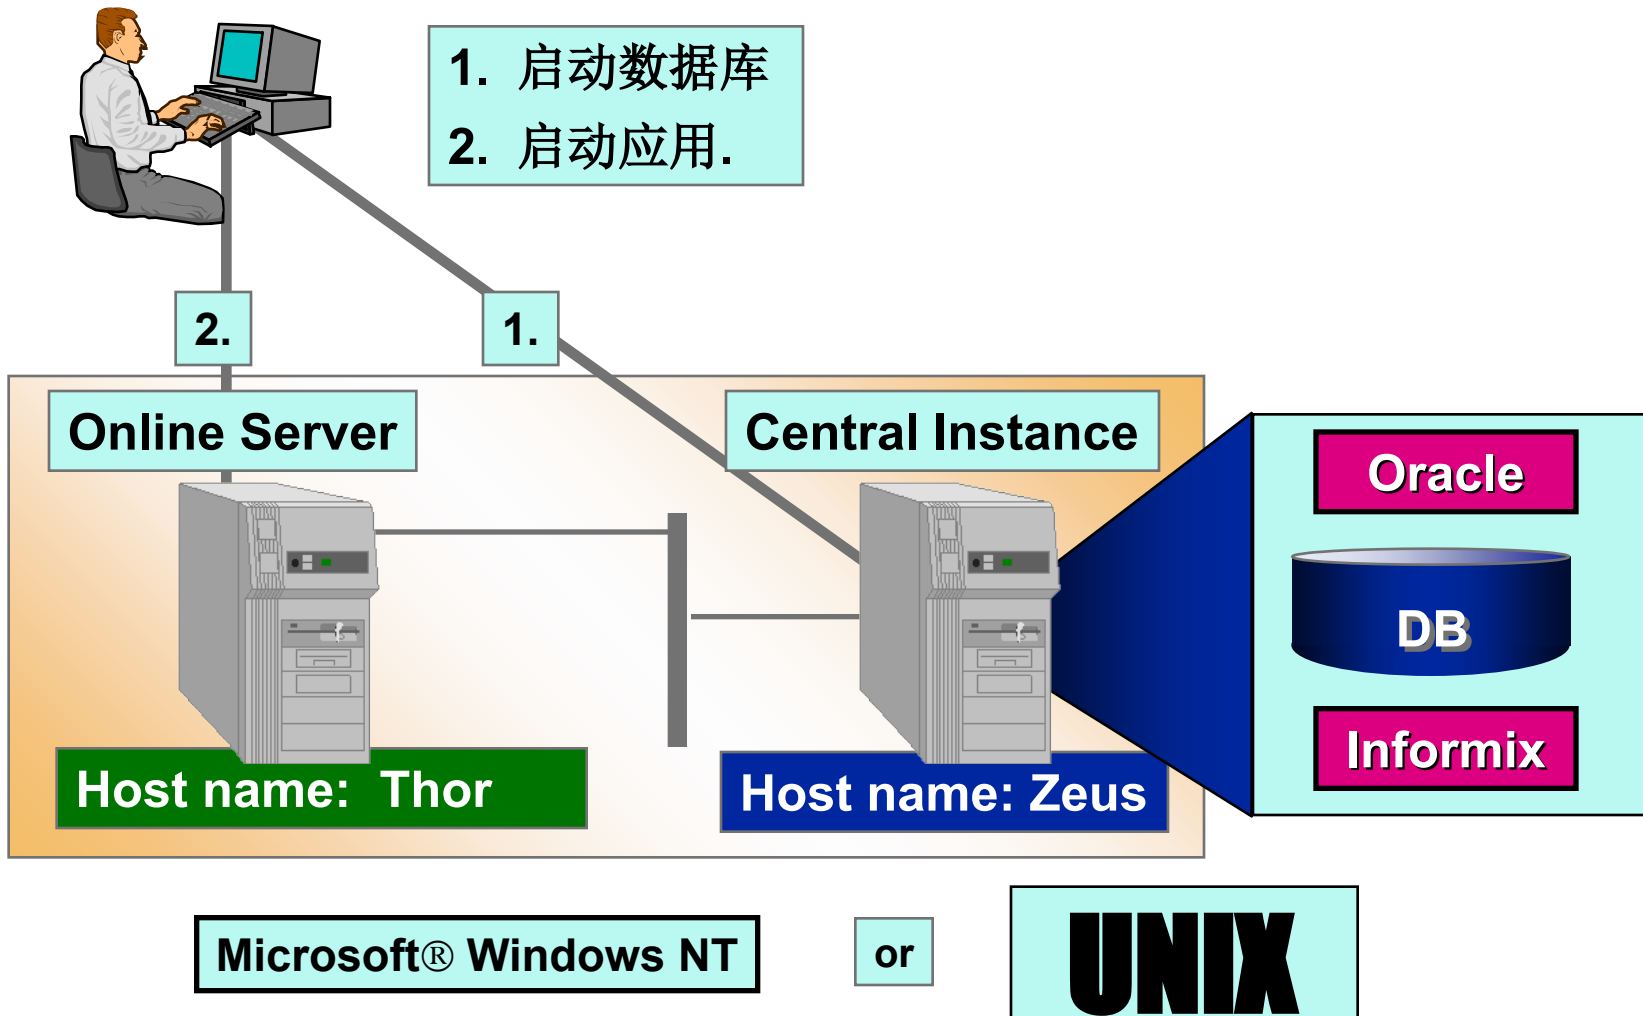 1. 启动数据库
2. 启动应用.
2.
1.
Online Server
Central Instance
Oracle
DB
Informix
Host name: Thor
Host name: Zeus
Microsoft® Windows NT
or
UNIX